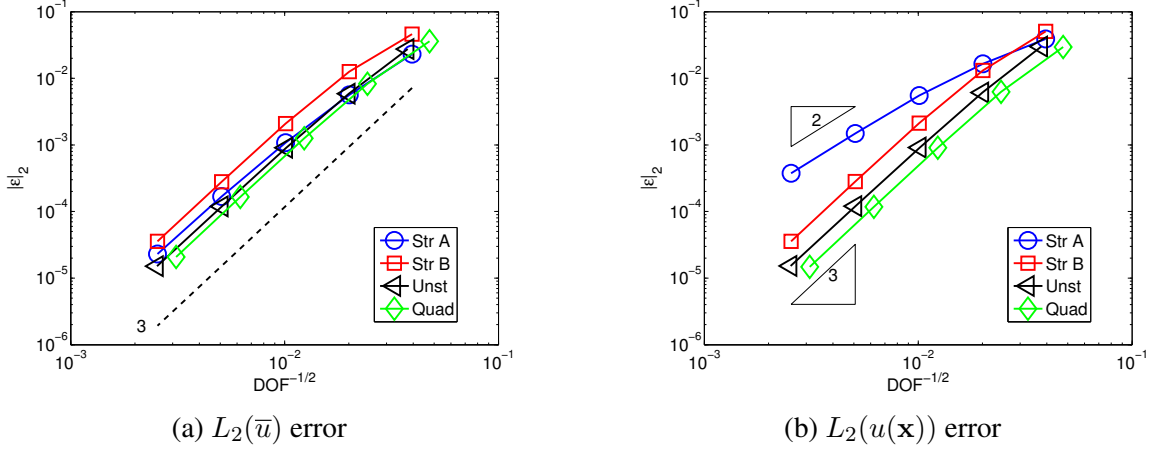 10^{-1}
10^{-2}
10^{-3}
10^{-4}
10^{-5}
10^{-6}
|ε|_2
3
Str A
Str B
Unst
Quad
10^{-3}
10^{-2}
10^{-1}
DOF^{-1/2}
(a) L_2(\overline{u}) error
10^{-1}
10^{-2}
10^{-3}
10^{-4}
10^{-5}
10^{-6}
|ε|_2
2
3
Str A
Str B
Unst
Quad
10^{-3}
10^{-2}
10^{-1}
DOF^{-1/2}
(b) L_2(u(\mathbf{x})) error